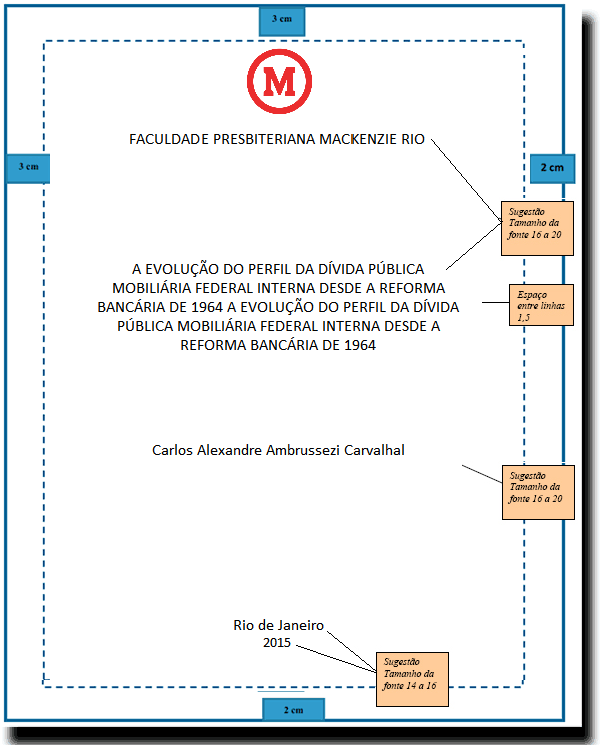 3 cm
M
FACULDADE PRESBITERIANA MACKENZIE RIO
3 cm
2 cm
Sugestão
Tamanho da
fonte 16 a 20
A EVOLUÇÃO DO PERFIL DA DÍVIDA PÚBLICA
MOBILIÁRIA FEDERAL INTERNA DESDE A REFORMA
BANCÁRIA DE 1964 A EVOLUÇÃO DO PERFIL DA DÍVIDA
PÚBLICA MOBILIÁRIA FEDERAL INTERNA DESDE A
REFORMA BANCÁRIA DE 1964
Espaço
entre linhas
1,5
Carlos Alexandre Ambrussezi Carvalhal
Sugestão
Tamanho da
fonte 16 a 20
Rio de Janeiro
2015
Sugestão
Tamanho da
fonte 14 a 16
2 cm